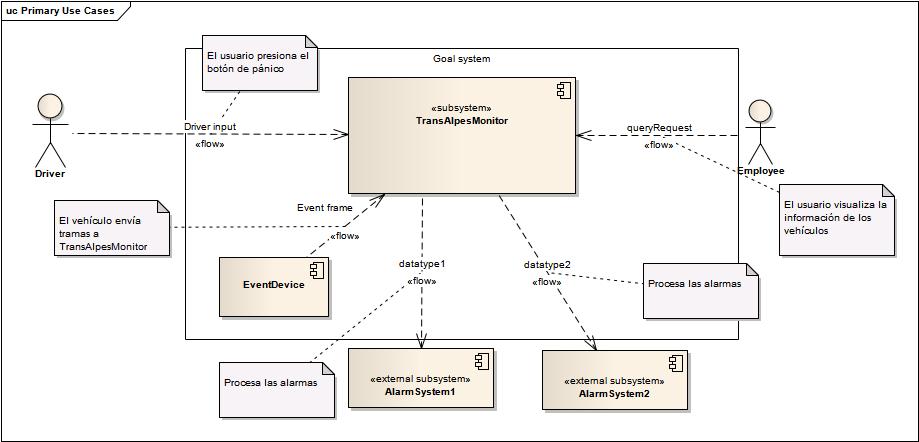 uc Primary Use Cases
El usuario presiona el
botón de pánico
Goal system
«subsystem»
TransAlpesMonitor
Driver input
«flow»
queryRequest
«flow»
Driver
Employee
El vehículo envía
tramas a
TransAlpesMonitor
Event frame
«flow»
El usuario visualiza la
información de los
vehículos
EventDevice
datatype1
«flow»
datatype2
«flow»
Procesa las alarmas
Procesa las alarmas
«external subsystem»
AlarmSystem1
«external subsystem»
AlarmSystem2